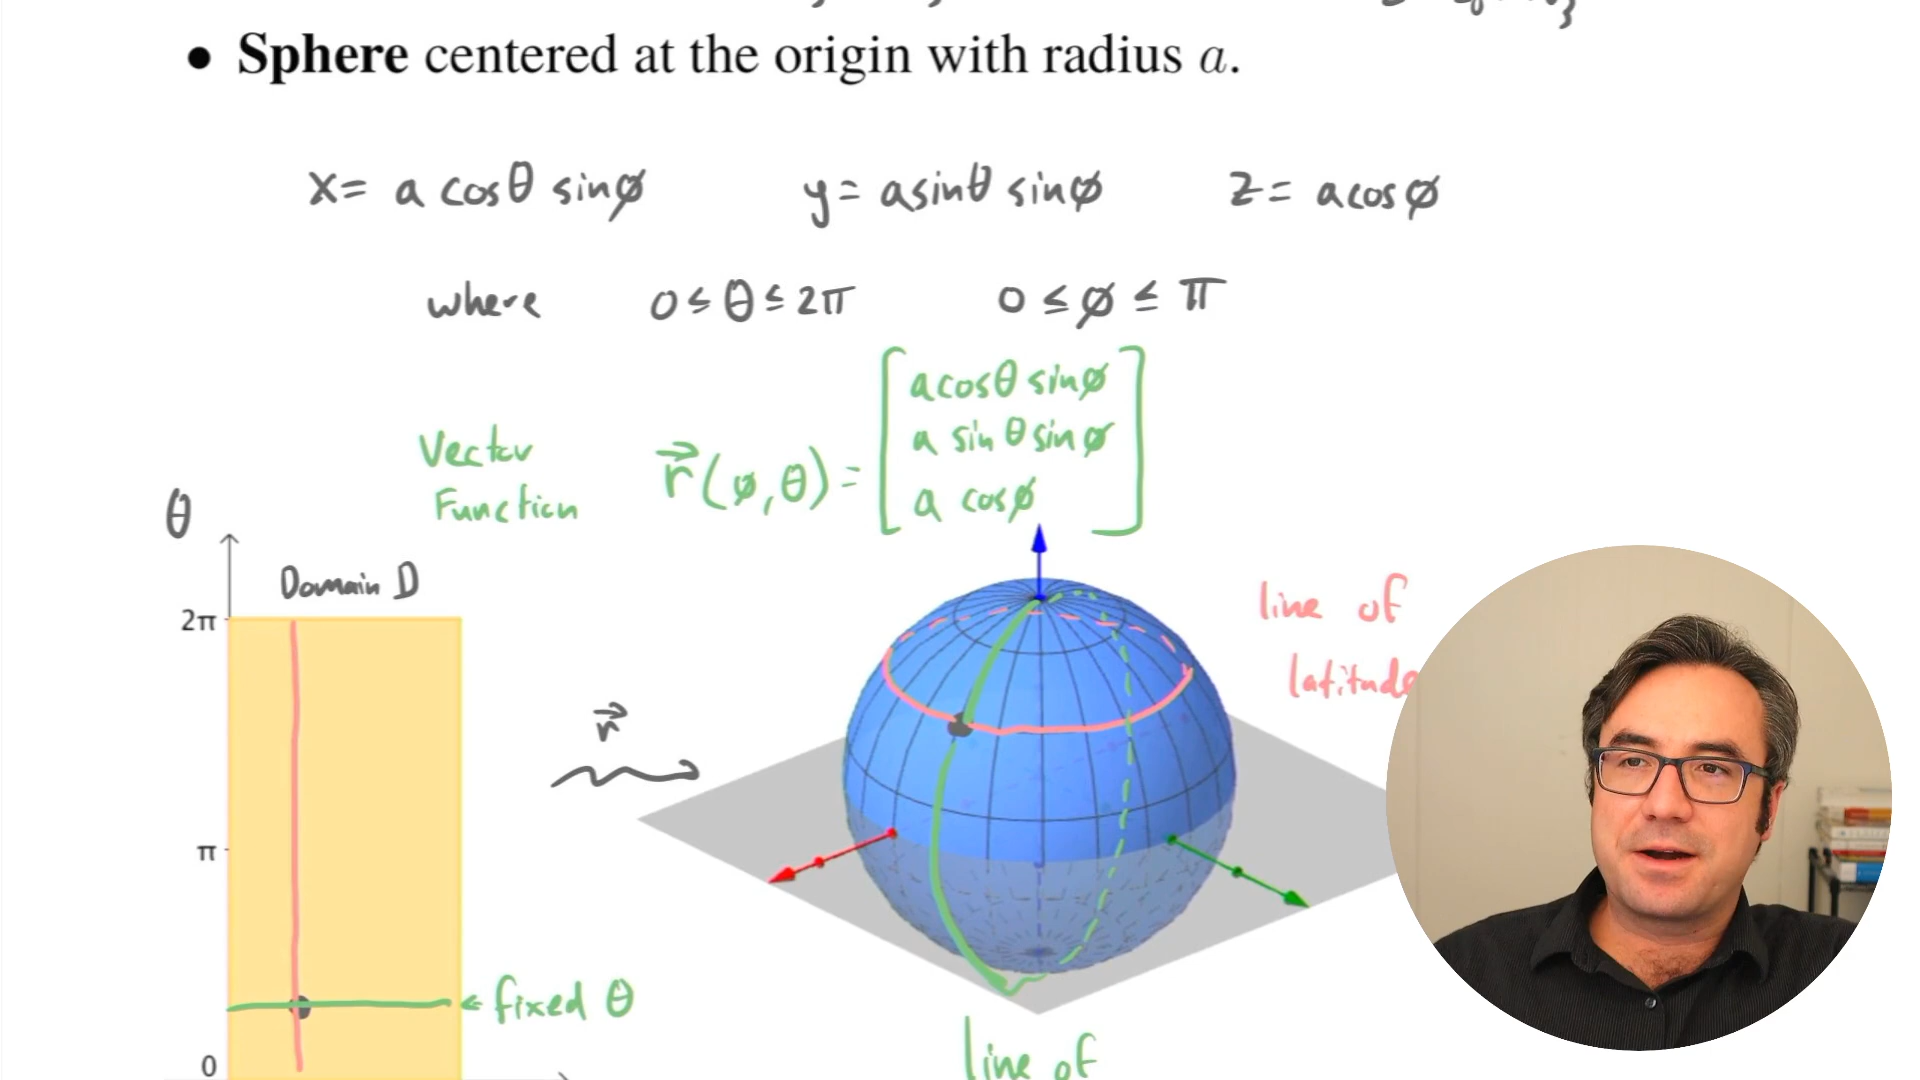 • Sphere centered at the origin with radius a.
x = a cosθ sinφ y = a sinθ sinφ z = a cosφ
where 0 ≤ θ ≤ 2π 0 ≤ φ ≤ π
Vector
Function
r⃗(φ,θ) =
a cosθ sinφ
a sinθ sinφ
a cosφ
θ
Domain D
2π
π
0
← fixed θ
r⃗
line of
latitude
line of